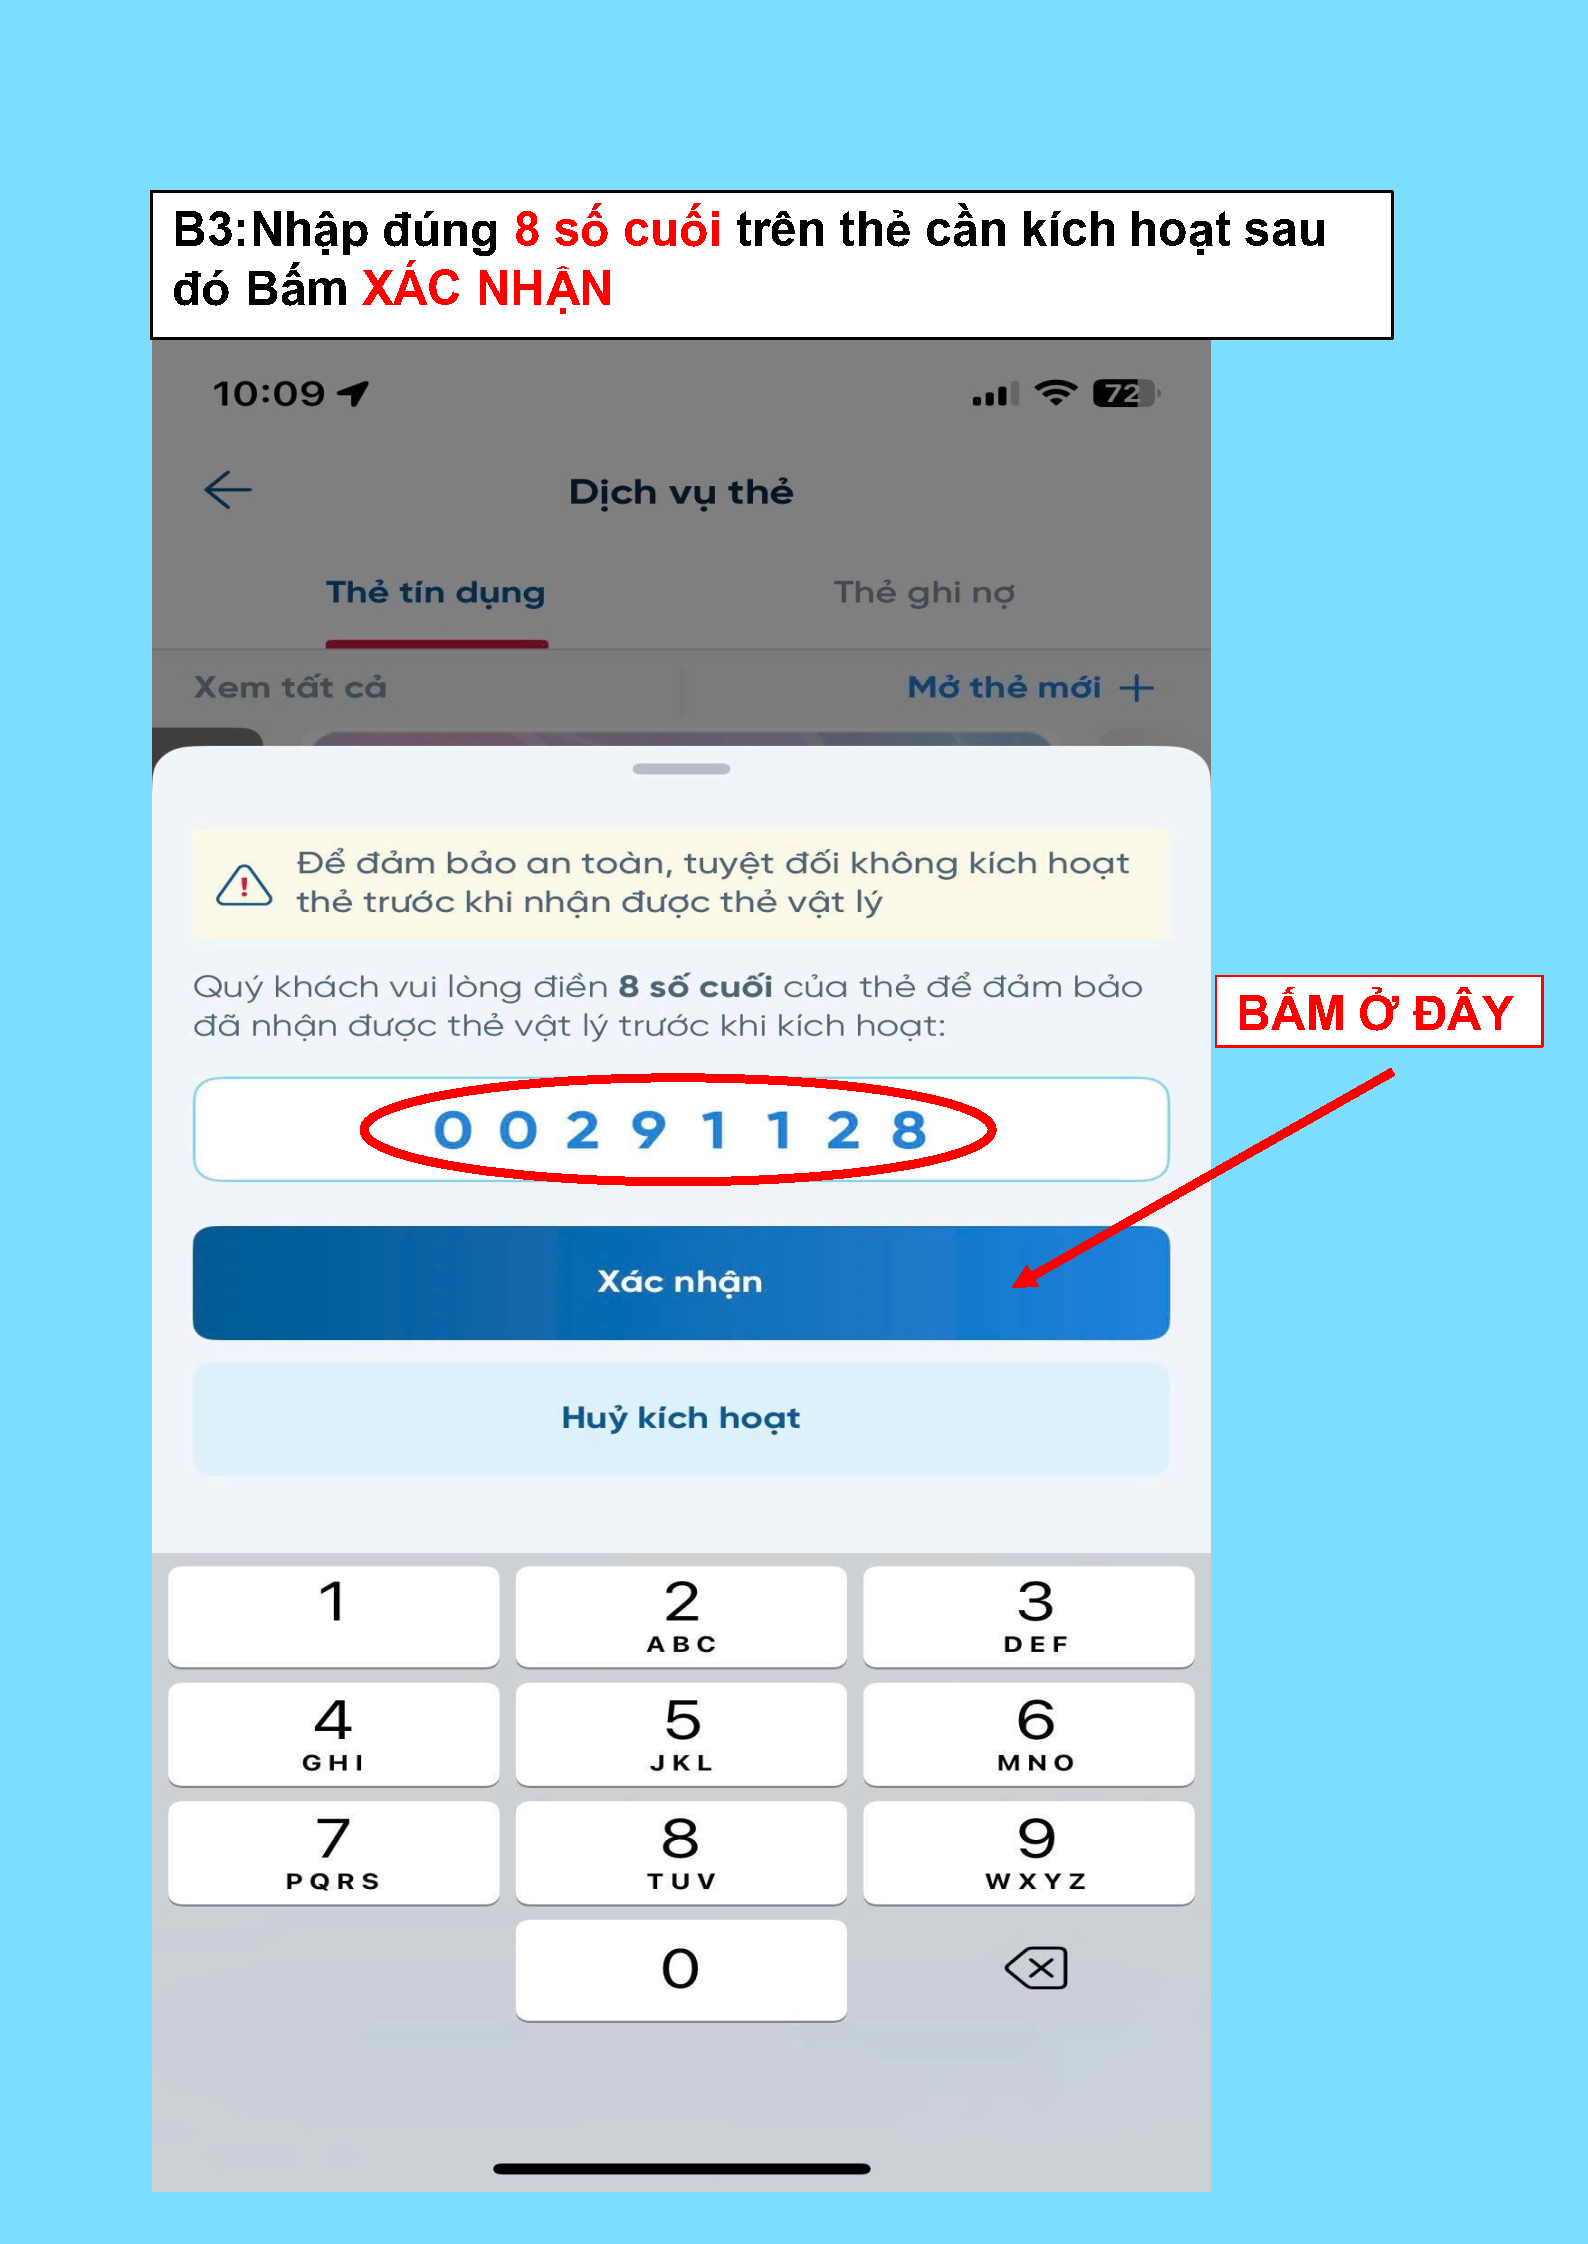 B3:Nhập đúng 8 số cuối trên thẻ cần kích hoạt sau
đó Bấm XÁC NHẬN
10:09
72
Dịch vụ thẻ
Thẻ tín dụng
Thẻ ghi nợ
Xem tất cả
Mở thẻ mới +
Để đảm bảo an toàn, tuyệt đối không kích hoạt
thẻ trước khi nhận được thẻ vật lý
Quý khách vui lòng điền 8 số cuối của thẻ để đảm bảo
đã nhận được thẻ vật lý trước khi kích hoạt:
BẤM Ở ĐÂY
0 0 2 9 1 1 2 8
Xác nhận
Huỷ kích hoạt
1
2
3
ABC
DEF
4
5
6
GHI
JKL
MNO
7
8
9
PQRS
TUV
WXYZ
0